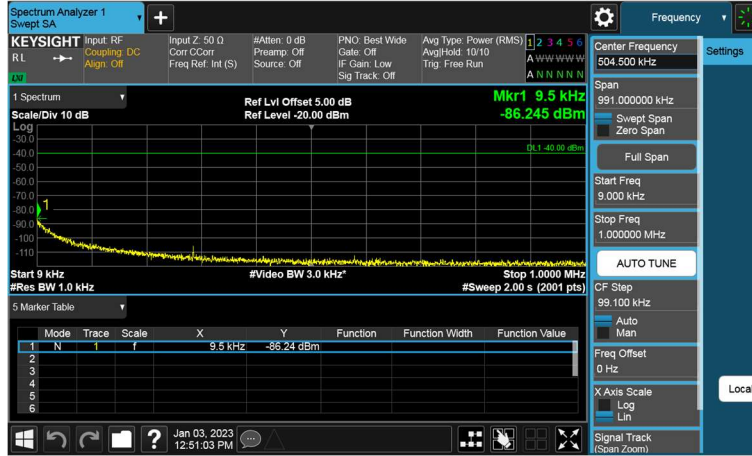 Spectrum Analyzer 1
Swept SA
Frequency
KEYSIGHT
RL
LXI
Input: RF
Coupling: DC
Align: Off
Input Z: 50 Ω
Corr CCorr
Freq Ref: Int (S)
#Atten: 0 dB
Preamp: Off
Source: Off
PNO: Best Wide
Gate: Off
IF Gain: Low
Sig Track: Off
Avg Type: Power (RMS)
Avg|Hold: 10/10
Trig: Free Run
1 2 3 4 5 6
A W W W W W
A N N N N N
1 Spectrum
Scale/Div 10 dB
Ref Lvl Offset 5.00 dB
Ref Level -20.00 dBm
Mkr1 9.5 kHz
-86.245 dBm
Log
-30.0
-40.0
-50.0
-60.0
-70.0
-80.0
-90.0
-100
-110
DL1 -40.00 dBm
1
Start 9 kHz
#Res BW 1.0 kHz
#Video BW 3.0 kHz*
Stop 1.0000 MHz
#Sweep 2.00 s (2001 pts)
5 Marker Table
Mode Trace Scale X Y Function Function Width Function Value
1 N 1 f 9.5 kHz -86.24 dBm
2
3
4
5
6
Jan 03, 2023
12:51:03 PM
Center Frequency
504.500 kHz
Settings
Span
991.000000 kHz
Swept Span
Zero Span
Full Span
Start Freq
9.000 kHz
Stop Freq
1.000000 MHz
AUTO TUNE
CF Step
99.100 kHz
Auto
Man
Freq Offset
0 Hz
X Axis Scale
Log
Lin
Local
Signal Track
(Span Zoom)